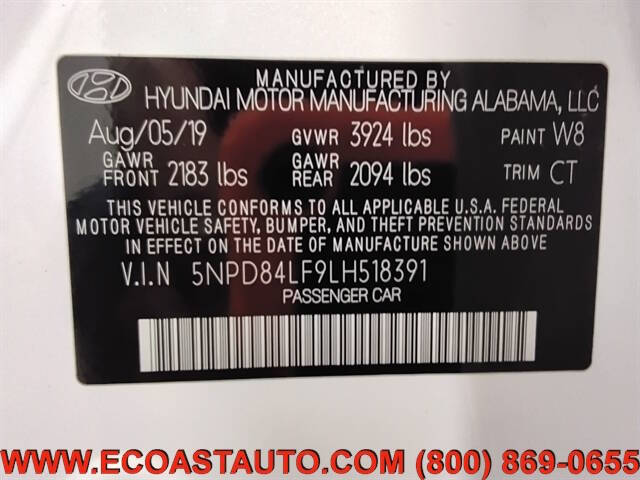 MANUFACTURED BY
HYUNDAI MOTOR MANUFACTURING ALABAMA, LLC
Aug/05/19 GVWR 3924 lbs PAINT W8
GAWR FRONT 2183 lbs GAWR REAR 2094 lbs TRIM CT
THIS VEHICLE CONFORMS TO ALL APPLICABLE U.S.A. FEDERAL
MOTOR VEHICLE SAFETY, BUMPER, AND THEFT PREVENTION STANDARDS
IN EFFECT ON THE DATE OF MANUFACTURE SHOWN ABOVE.
V.I.N 5NPD84LF9LH518391
PASSENGER CAR
WWW.ECOASTAUTO.COM (800) 869-0655